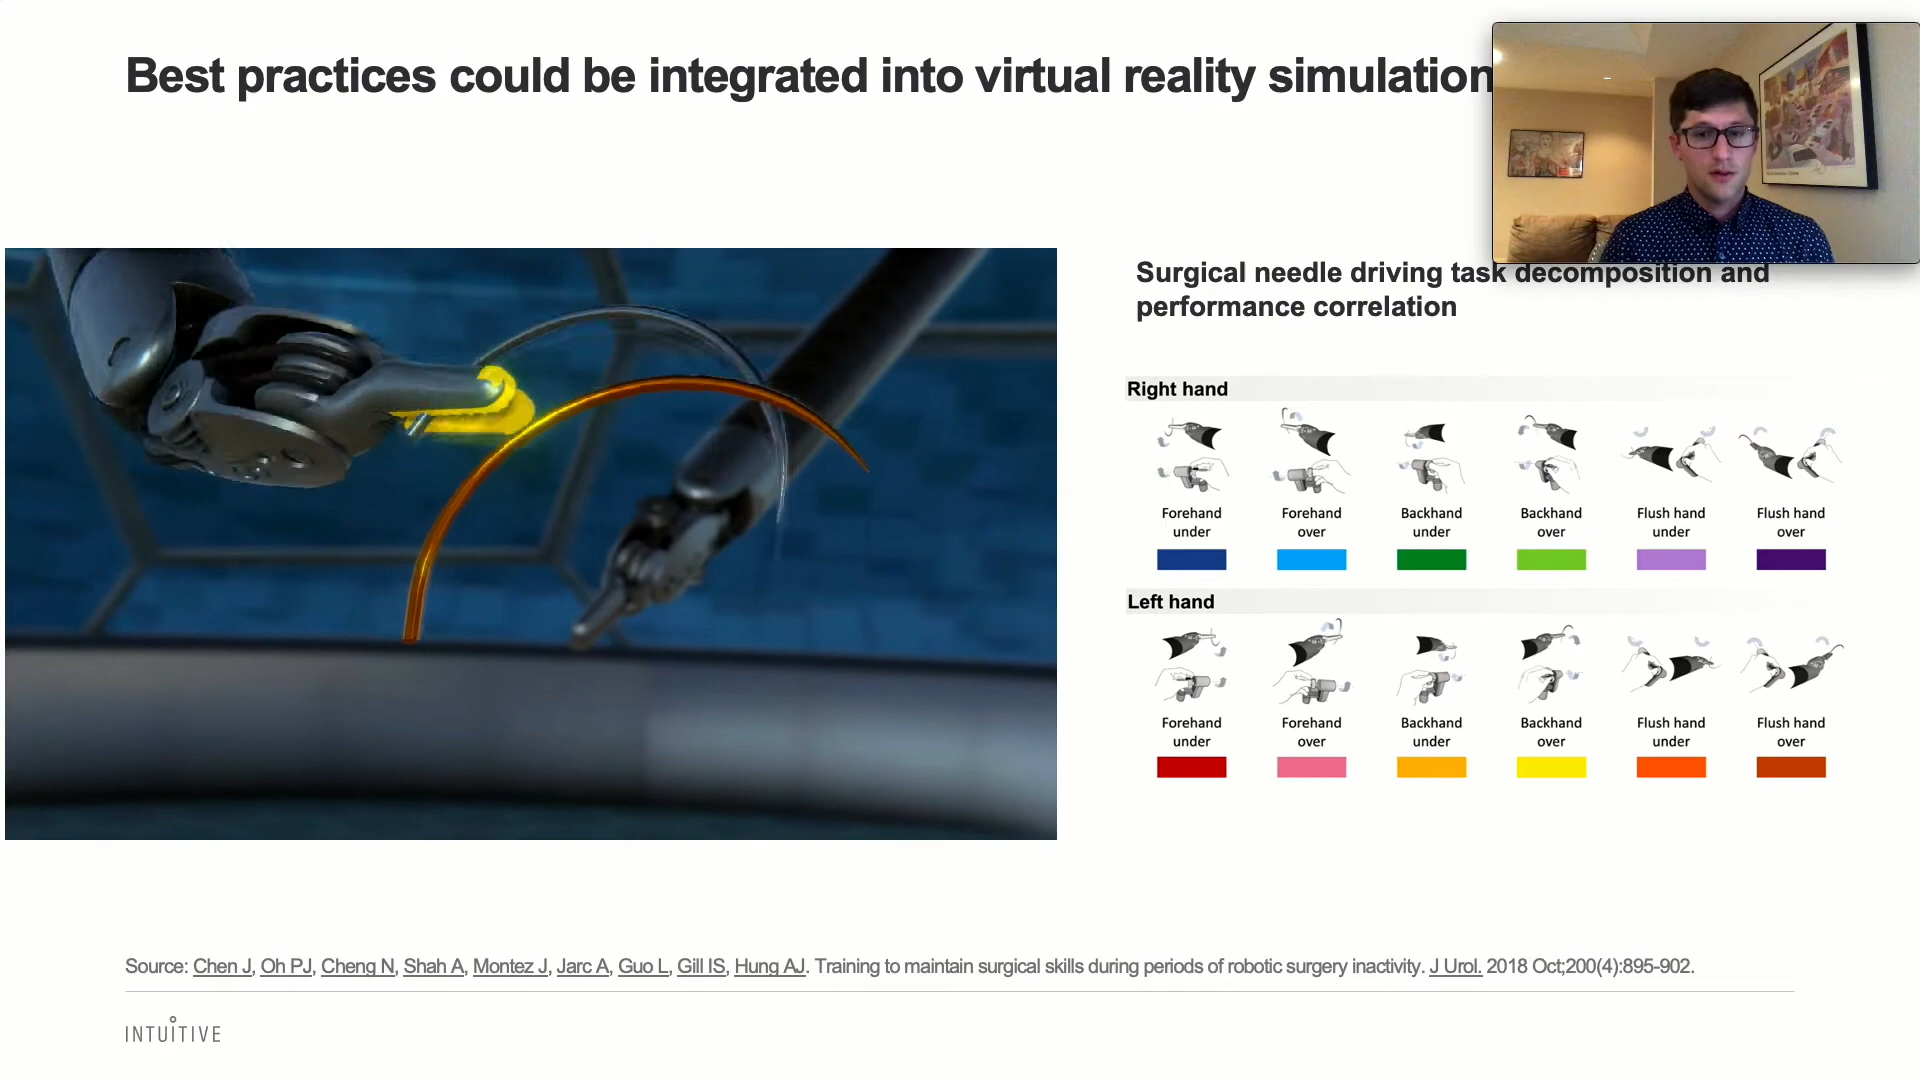 Best practices could be integrated into virtual reality simulation
Surgical needle driving task decomposition and
performance correlation
Right hand
Forehand under
Forehand over
Backhand under
Backhand over
Flush hand under
Flush hand over
Left hand
Forehand under
Forehand over
Backhand under
Backhand over
Flush hand under
Flush hand over
Source: Chen J, Oh PJ, Cheng N, Shah A, Montez J, Jarc A, Guo L, Gill IS, Hung AJ. Training to maintain surgical skills during periods of robotic surgery inactivity. J Urol. 2018 Oct;200(4):895-902.
INTUITIVE